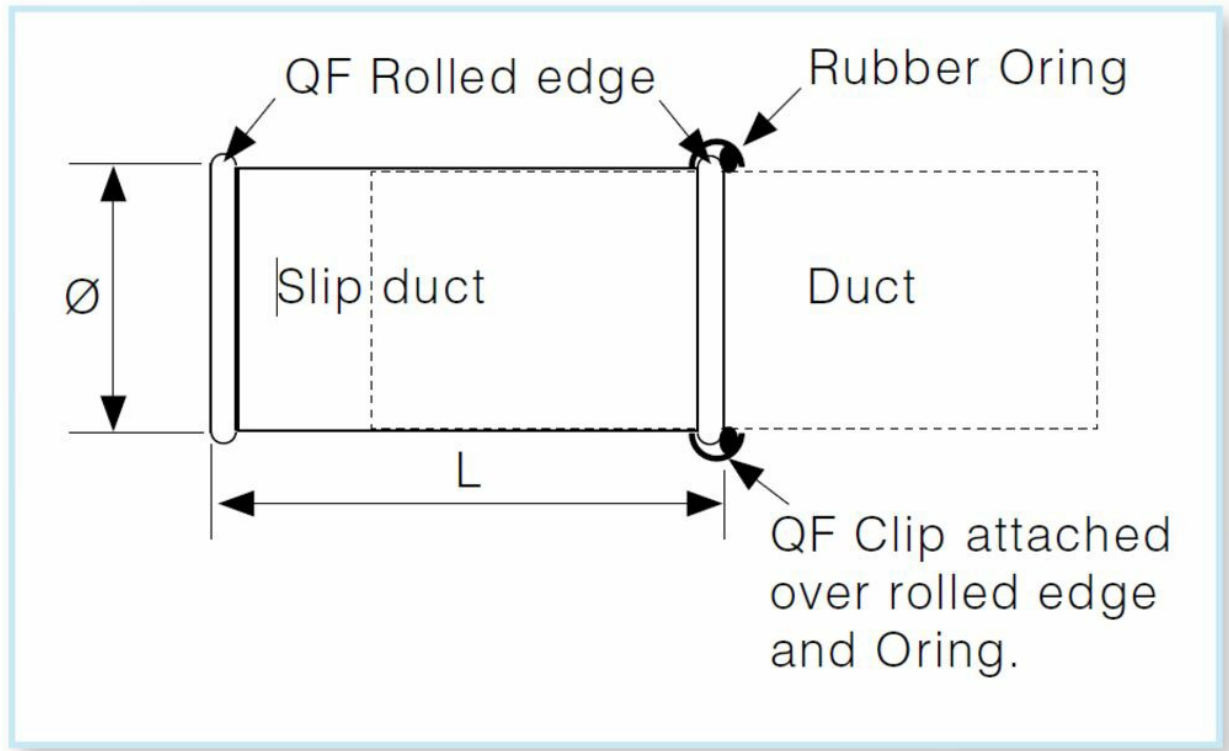 QF Rolled edge
Rubber Oring
Ø
Slip duct
Duct
L
QF Clip attached
over rolled edge
and Oring.